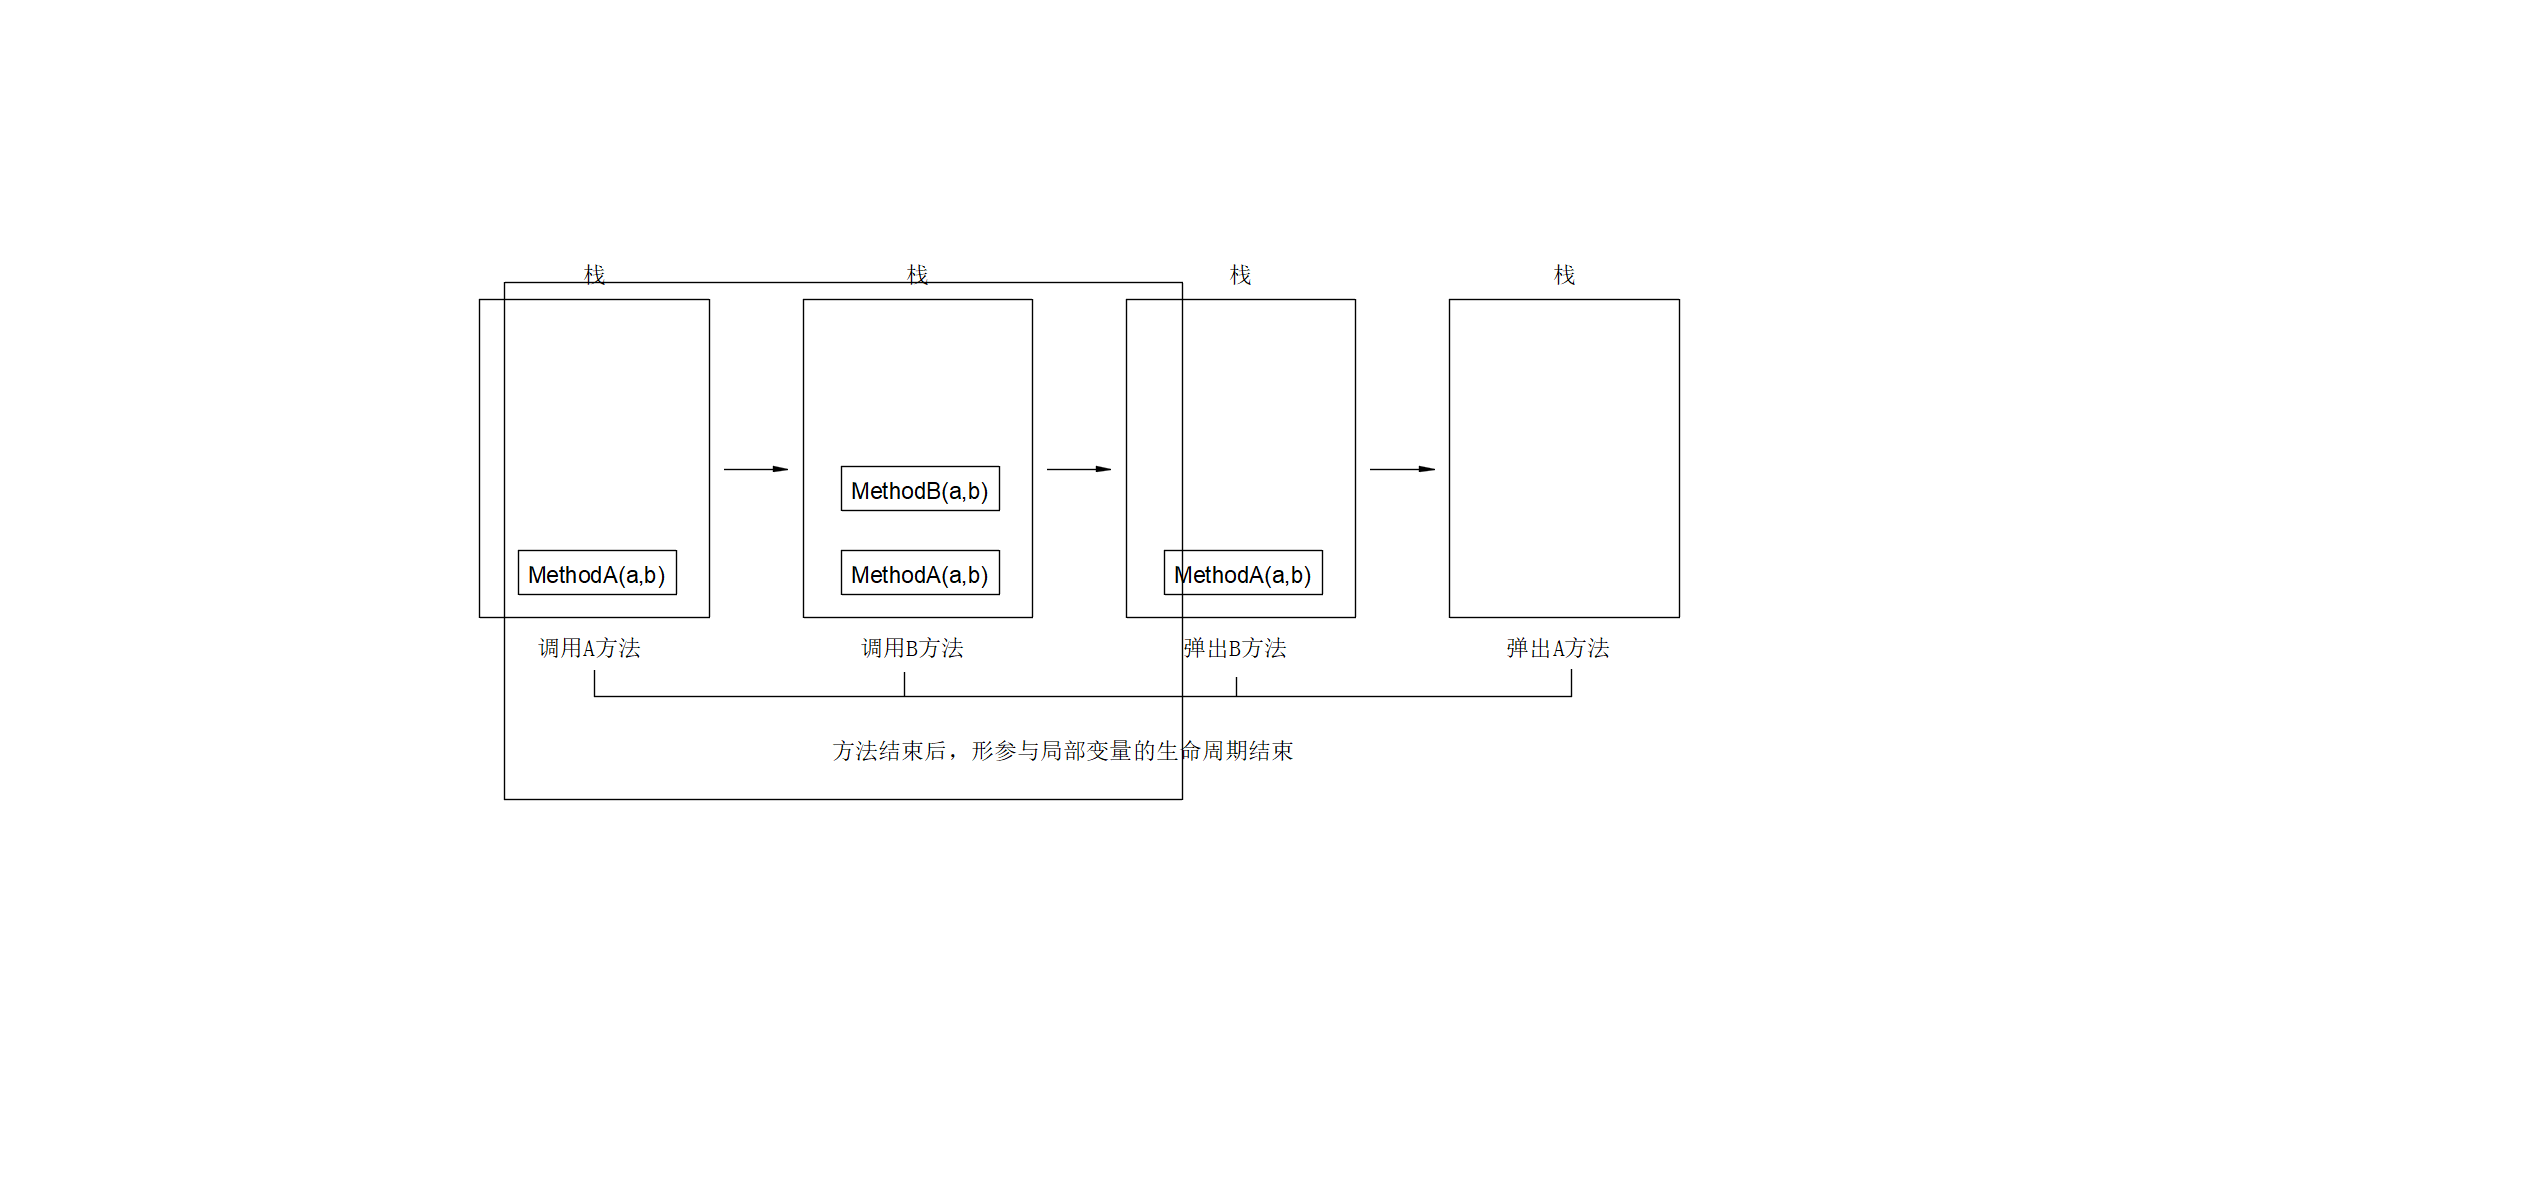 栈
栈
栈
栈
MethodB(a,b)
MethodA(a,b)
MethodA(a,b)
MethodA(a,b)
调用A方法
调用B方法
弹出B方法
弹出A方法
方法结束后，形参与局部变量的生命周期结束